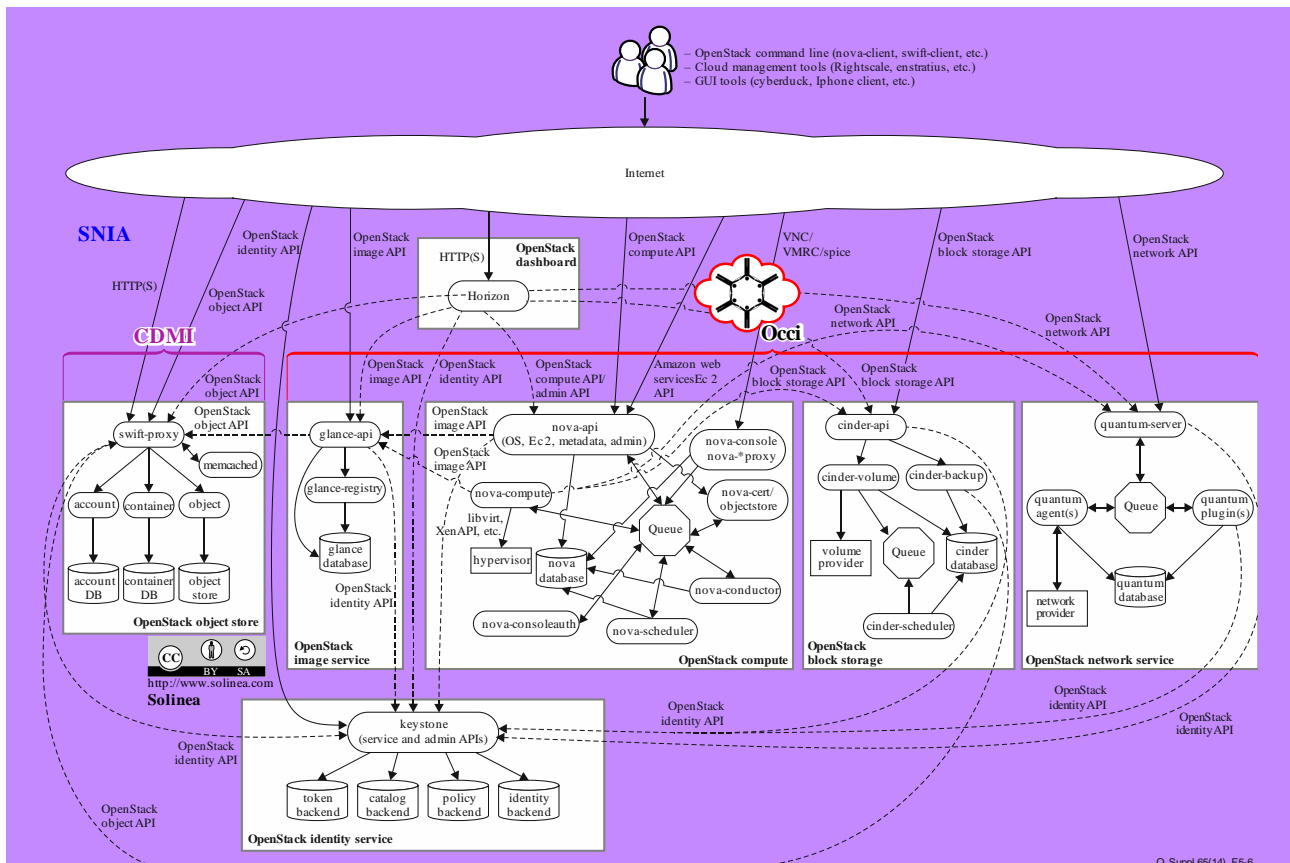 – OpenStack command line (nova-client, swift-client, etc.)
– Cloud management tools (Rightscale, enstratius, etc.)
– GUI tools (cyberduck, Iphone client, etc.)
Internet
SNIA
OpenStack
identity API
OpenStack
image API
HTTP(S)
OpenStack
dashboard
OpenStack
compute API
VNC/
VMRC/spice
OpenStack
block storage API
OpenStack
network API
HTTP(S)
OpenStack
object API
Horizon
OpenStack
network API
OpenStack
network API
CDMI
Occi
OpenStack
object API
OpenStack
image API
OpenStack
identity API
OpenStack
compute API/
admin API
Amazon web
servicesEc 2
API
OpenStack
block storage API
OpenStack
block storage API
swift-proxy
OpenStack
object API
glance-api
OpenStack
image API
nova-api
(OS, Ec 2, metadata, admin)
nova-console
nova-*proxy
cinder-api
quantum-server
memcached
OpenStack
image API
account
container
object
glance-registry
nova-compute
nova-cert/
objectstore
cinder-volume
cinder-backup
quantum
agent(s)
Queue
quantum
plugin(s)
libvirt,
XenAPI, etc.
Queue
glance
database
hypervisor
nova
database
volume
provider
Queue
cinder
database
account
DB
container
DB
object
store
OpenStack
identity API
nova-conductor
quantum
database
network
provider
nova-consoleauth
nova-scheduler
cinder-scheduler
OpenStack object store
OpenStack
image service
OpenStack compute
OpenStack
block storage
OpenStack network service
CC
BY SA
http://www.solinea.com
Solinea
OpenStack
identity API
keystone
(service and admin APIs)
OpenStack
identity API
OpenStack
identity API
OpenStack
identity API
token
backend
catalog
backend
policy
backend
identity
backend
OpenStack
object API
OpenStack identity service
Q Suppl.65(14)_F5-6